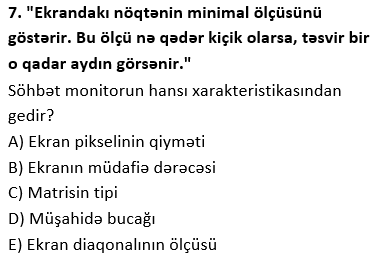 7. "Ekrandakı nöqtənin minimal ölçüsünü
göstərir. Bu ölçü nə qədər kiçik olarsa, təsvir bir
o qadar aydın görsənir."
Söhbət monitorun hansı xarakteristikasından
gedir?
A) Ekran pikselinin qiyməti
B) Ekranın müdafiə dərəcəsi
C) Matrisin tipi
D) Müşahidə bucağı
E) Ekran diaqonalının ölçüsü